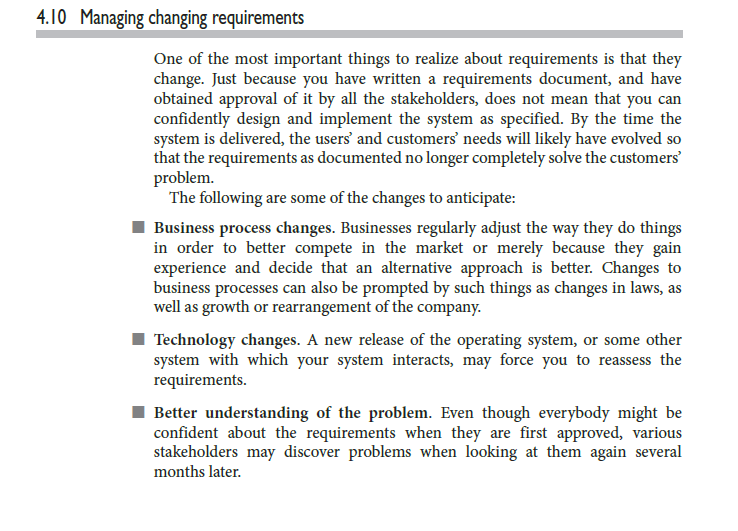 4.10 Managing changing requirements
One of the most important things to realize about requirements is that they
change. Just because you have written a requirements document, and have
obtained approval of it by all the stakeholders, does not mean that you can
confidently design and implement the system as specified. By the time the
system is delivered, the users' and customers' needs will likely have evolved so
that the requirements as documented no longer completely solve the customers'
problem.
The following are some of the changes to anticipate:
■ Business process changes. Businesses regularly adjust the way they do things
in order to better compete in the market or merely because they gain
experience and decide that an alternative approach is better. Changes to
business processes can also be prompted by such things as changes in laws, as
well as growth or rearrangement of the company.
■ Technology changes. A new release of the operating system, or some other
system with which your system interacts, may force you to reassess the
requirements.
■ Better understanding of the problem. Even though everybody might be
confident about the requirements when they are first approved, various
stakeholders may discover problems when looking at them again several
months later.